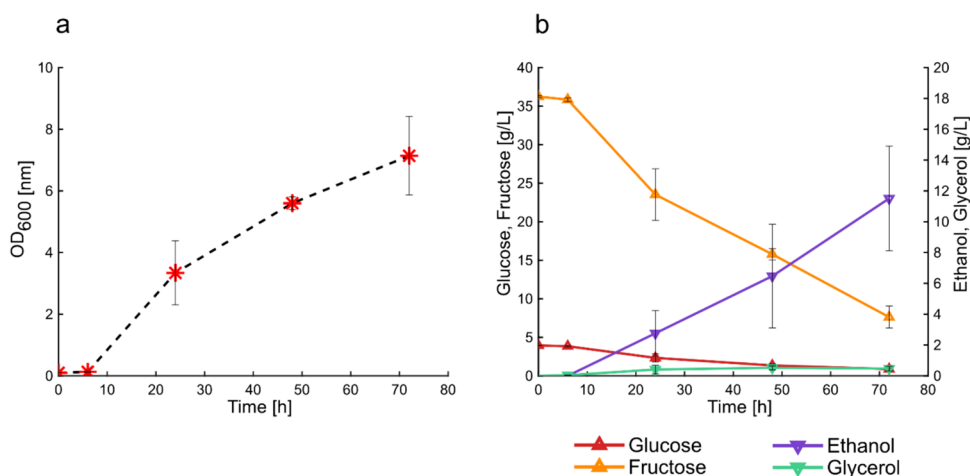 a
10
8
6
4
2
0
OD600 [nm]
0 10 20 30 40 50 60 70 80
Time [h]
b
40
35
30
25
20
15
10
5
0
Glucose, Fructose [g/L]
20
18
16
14
12
10
8
6
4
2
0
Ethanol, Glycerol [g/L]
0 10 20 30 40 50 60 70 80
Time [h]
Glucose
Ethanol
Fructose
Glycerol